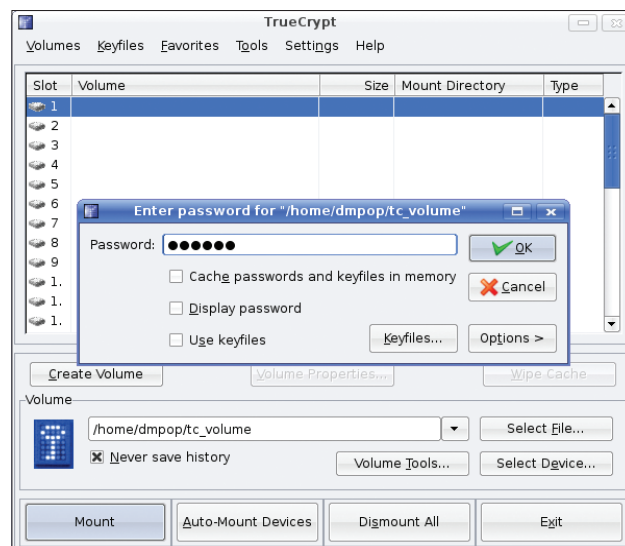 TrueCrypt
Volumes Keyfiles Favorites Tools Settings Help
Slot Volume Size Mount Directory Type
1
2
3
4
5
6
7
8
9
1.
1.
1.
Enter password for "/home/dmpop/tc_volume"
Password: ●●●●●●
OK
Cache passwords and keyfiles in memory
Cancel
Display password
Use keyfiles
Keyfiles...
Options >
Create Volume
Volume Properties...
Wipe Cache
Volume
/home/dmpop/tc_volume
Select File...
Never save history
Volume Tools...
Select Device...
Mount
Auto-Mount Devices
Dismount All
Exit